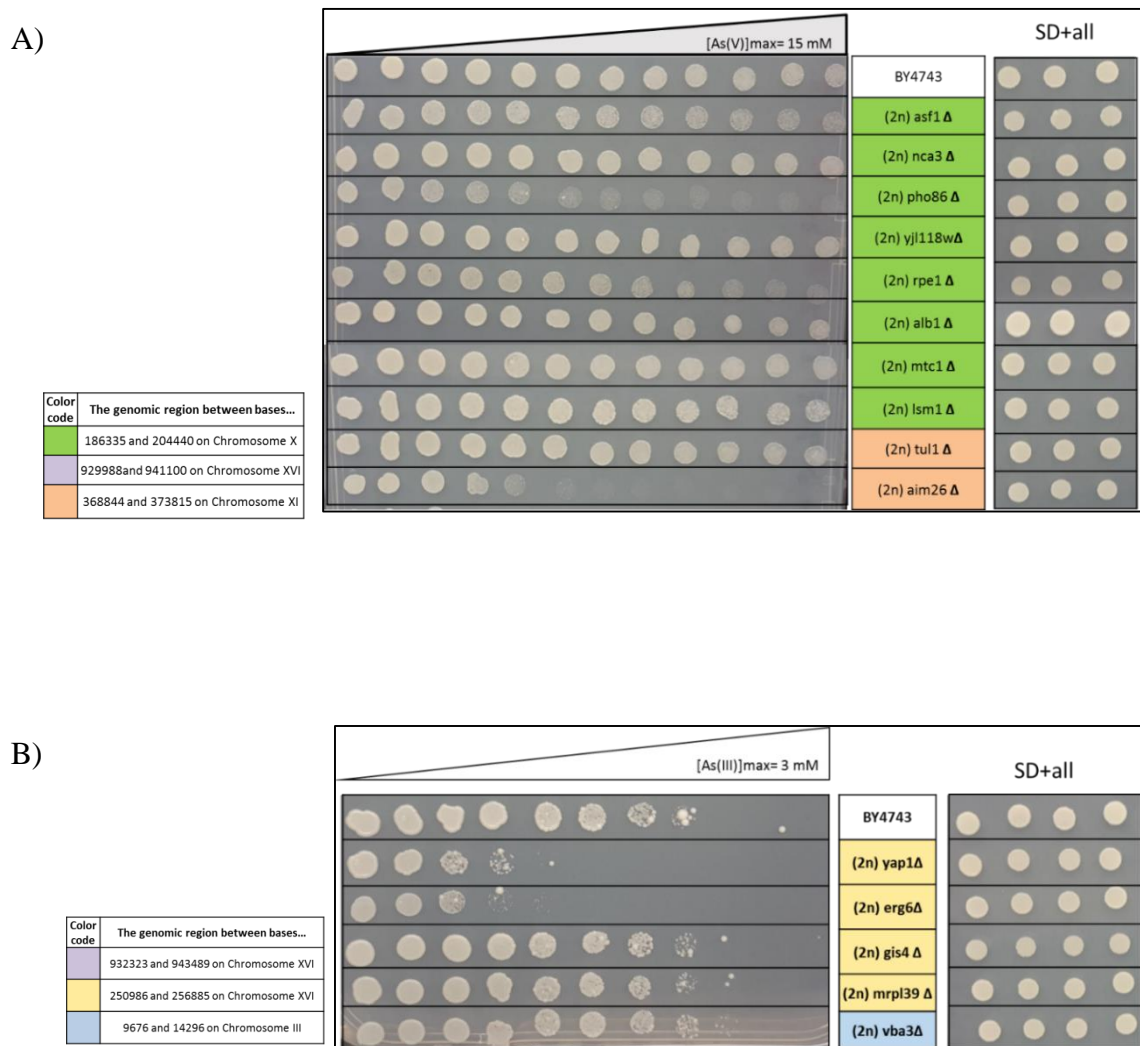 A)
[As(V)]max= 15 mM
SD+all
BY4743
(2n) asf1 Δ
(2n) nca3 Δ
(2n) pho86 Δ
(2n) yjl118wΔ
(2n) rpe1 Δ
(2n) alb1 Δ
(2n) mtc1 Δ
(2n) lsm1 Δ
(2n) tul1 Δ
(2n) aim26 Δ
Color code
The genomic region between bases...
186335 and 204440 on Chromosome X
929988and 941100 on Chromosome XVI
368844 and 373815 on Chromosome XI
B)
[As(III)]max= 3 mM
SD+all
BY4743
(2n) yap1Δ
(2n) erg6Δ
(2n) gis4 Δ
(2n) mrpl39 Δ
(2n) vba3Δ
Color code
The genomic region between bases...
932323 and 943489 on Chromosome XVI
250986 and 256885 on Chromosome XVI
9676 and 14296 on Chromosome III